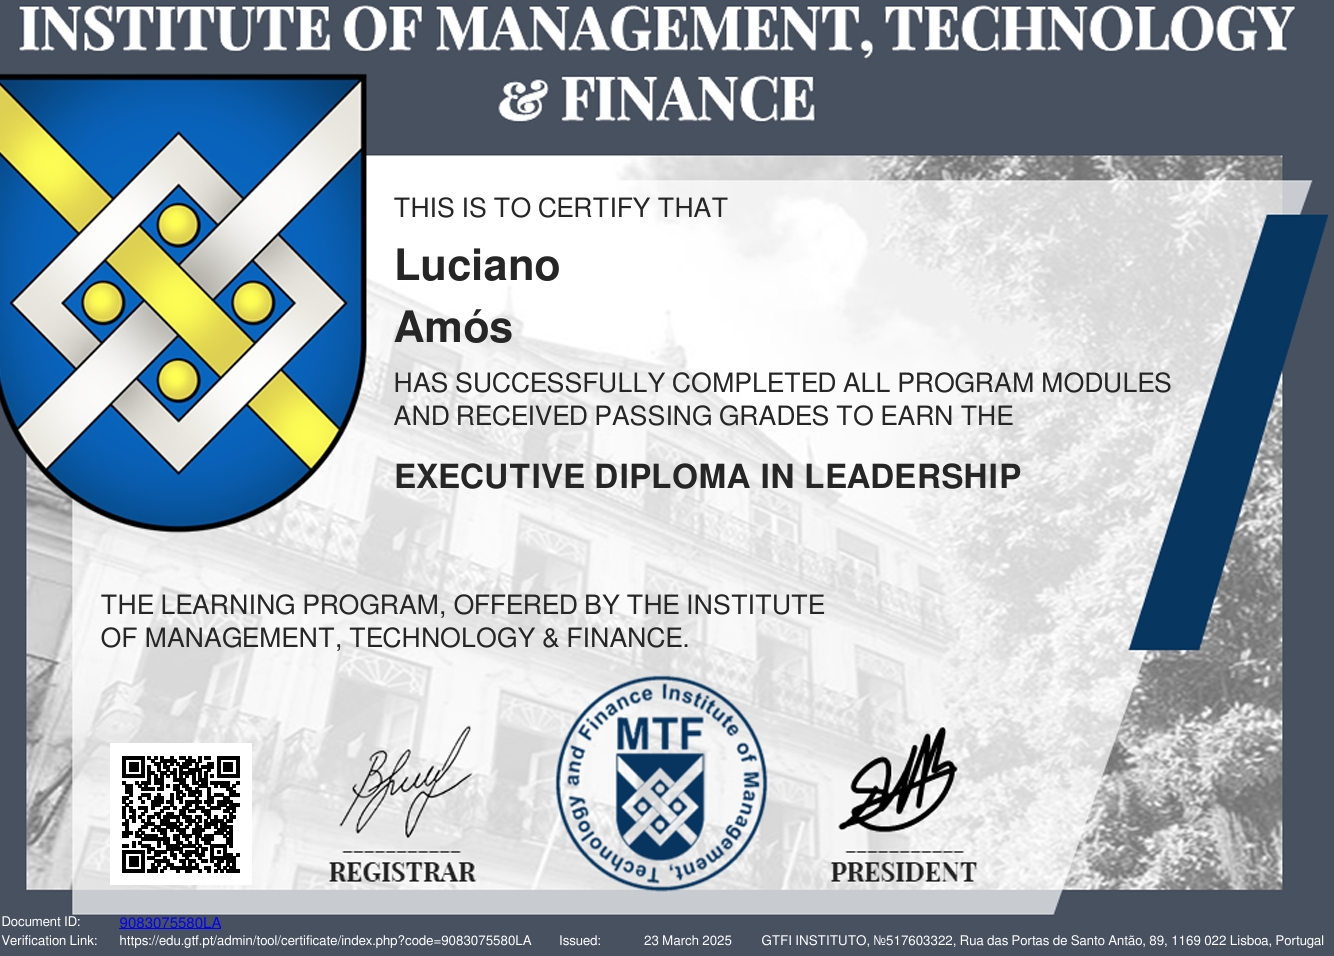 INSTITUTE OF MANAGEMENT, TECHNOLOGY
& FINANCE
THIS IS TO CERTIFY THAT
Luciano
Amós
HAS SUCCESSFULLY COMPLETED ALL PROGRAM MODULES
AND RECEIVED PASSING GRADES TO EARN THE
EXECUTIVE DIPLOMA IN LEADERSHIP
THE LEARNING PROGRAM, OFFERED BY THE INSTITUTE
OF MANAGEMENT, TECHNOLOGY & FINANCE.
Institute of Management, Technology and Finance
MTF
___________
REGISTRAR
___________
PRESIDENT
Document ID: 9083075580LA
Verification Link: https://edu.gtf.pt/admin/tool/certificate/index.php?code=9083075580LA Issued: 23 March 2025 GTFI INSTITUTO, №517603322, Rua das Portas de Santo Antão, 89, 1169 022 Lisboa, Portugal